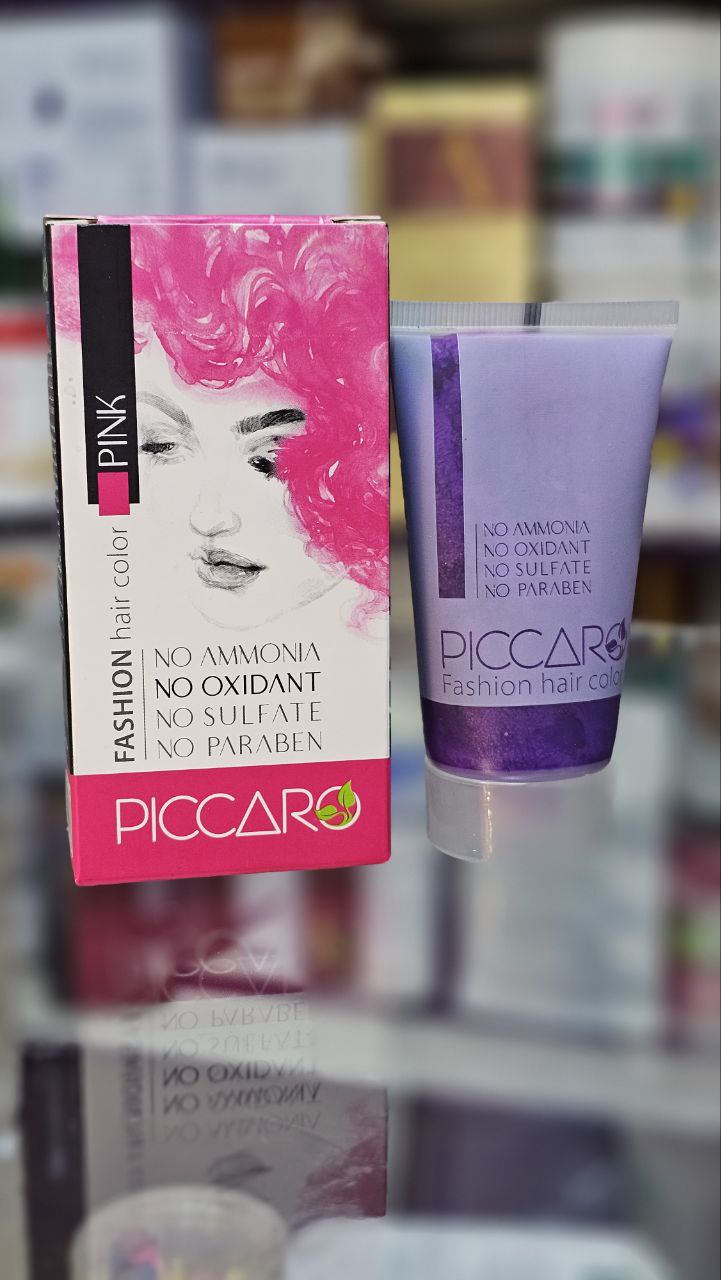 PINK
FASHION hair color
NO AMMONIA
NO OXIDANT
NO SULFATE
NO PARABEN
PICCARO
NO AMMONIA
NO OXIDANT
NO SULFATE
NO PARABEN
PICCARO
Fashion hair color